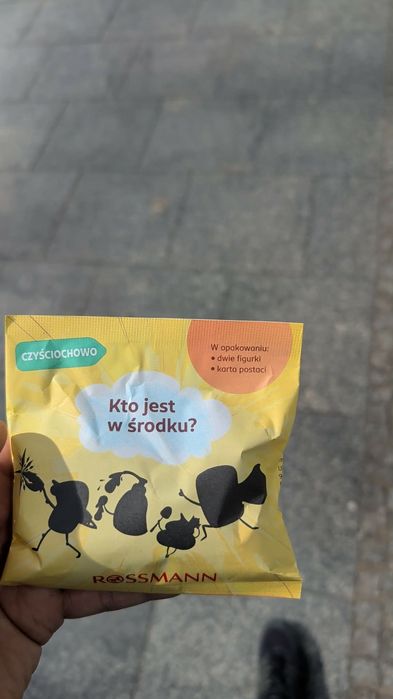 CZYŚCIOCHOWO
W opakowaniu:
• dwie figurki
• karta postaci
Kto jest
w środku?
ROSSMANN